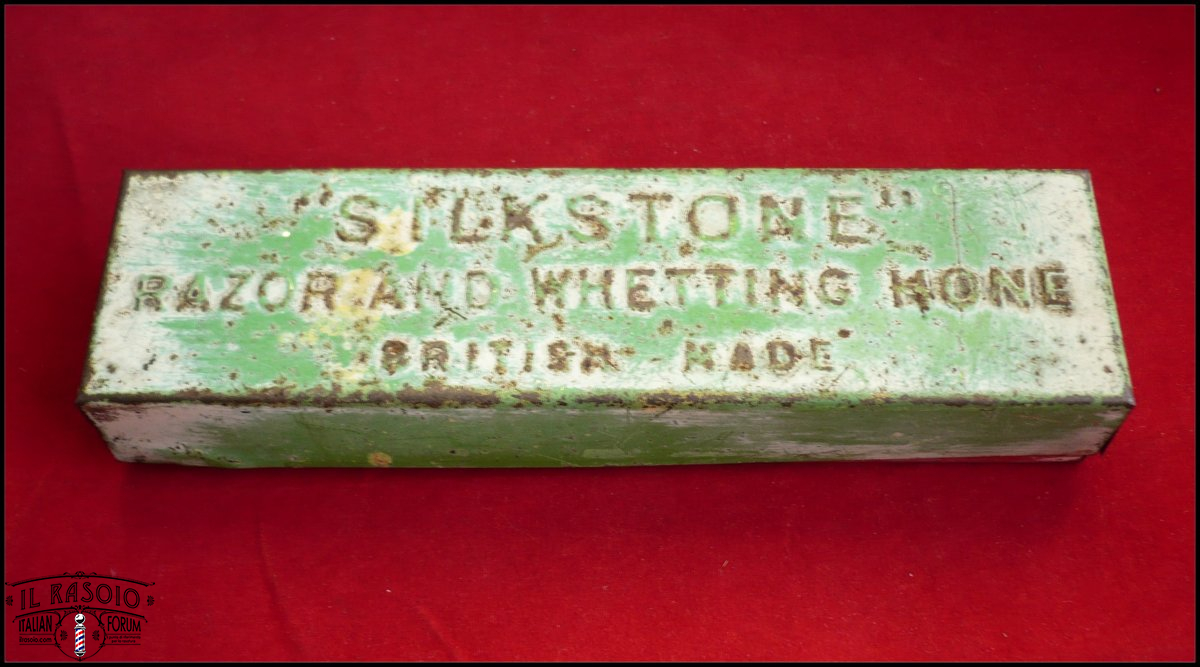 "SILKSTONE"
RAZOR AND WHETTING HONE
BRITISH MADE
IL RASOIO
ITALIAN FORUM